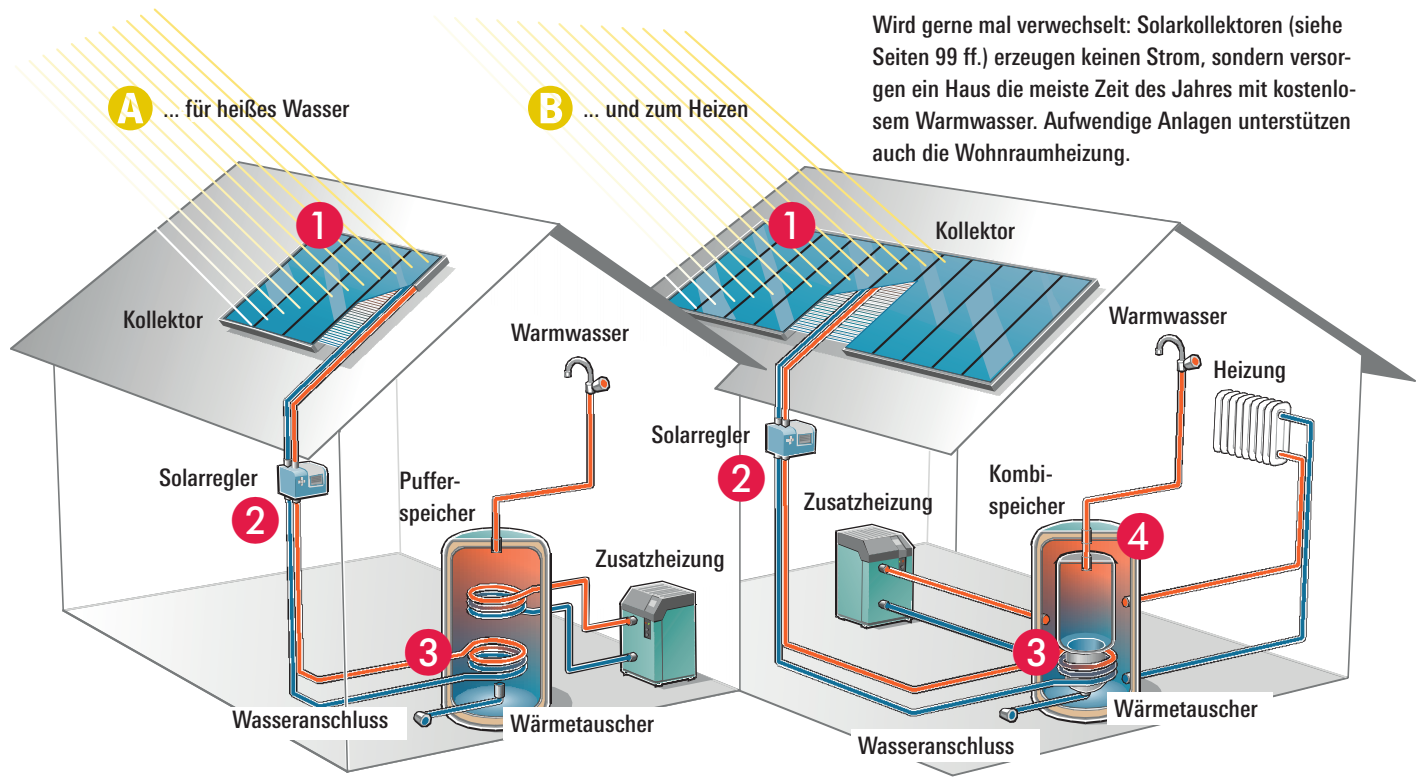 Wird gerne mal verwechselt: Solarkollektoren (siehe
Seiten 99 ff.) erzeugen keinen Strom, sondern versor-
gen ein Haus die meiste Zeit des Jahres mit kostenlo-
sem Warmwasser. Aufwendige Anlagen unterstützen
auch die Wohnraumheizung.
A ... für heißes Wasser
1
Kollektor
Warmwasser
Solarregler
2
Puffer-
speicher
Zusatzheizung
3
Wasseranschluss
Wärmetauscher
B ... und zum Heizen
1
Kollektor
Warmwasser
Heizung
Solarregler
2
Zusatzheizung
Kombi-
speicher
4
3
Wärmetauscher
Wasseranschluss